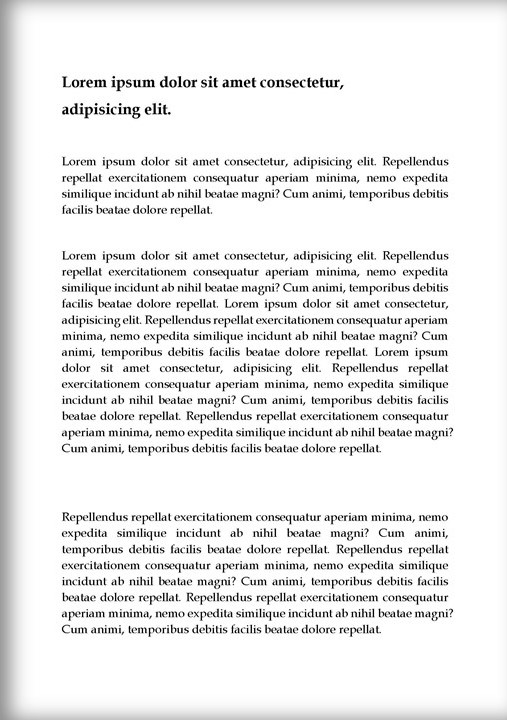 Lorem ipsum dolor sit amet consectetur,
adipisicing elit.
Lorem ipsum dolor sit amet consectetur, adipisicing elit. Repellendus
repellat exercitationem consequatur aperiam minima, nemo expedita
similique incidunt ab nihil beatae magni? Cum animi, temporibus debitis
facilis beatae dolore repellat.
Lorem ipsum dolor sit amet consectetur, adipisicing elit. Repellendus
repellat exercitationem consequatur aperiam minima, nemo expedita
similique incidunt ab nihil beatae magni? Cum animi, temporibus debitis
facilis beatae dolore repellat. Lorem ipsum dolor sit amet consectetur,
adipisicing elit. Repellendus repellat exercitationem consequatur aperiam
minima, nemo expedita similique incidunt ab nihil beatae magni? Cum
animi, temporibus debitis facilis beatae dolore repellat. Lorem ipsum
dolor sit amet consectetur, adipisicing elit. Repellendus repellat
exercitationem consequatur aperiam minima, nemo expedita similique
incidunt ab nihil beatae magni? Cum animi, temporibus debitis facilis
beatae dolore repellat. Repellendus repellat exercitationem consequatur
aperiam minima, nemo expedita similique incidunt ab nihil beatae magni?
Cum animi, temporibus debitis facilis beatae dolore repellat.
Repellendus repellat exercitationem consequatur aperiam minima, nemo
expedita similique incidunt ab nihil beatae magni? Cum animi,
temporibus debitis facilis beatae dolore repellat. Repellendus repellat
exercitationem consequatur aperiam minima, nemo expedita similique
incidunt ab nihil beatae magni? Cum animi, temporibus debitis facilis
beatae dolore repellat. Repellendus repellat exercitationem consequatur
aperiam minima, nemo expedita similique incidunt ab nihil beatae magni?
Cum animi, temporibus debitis facilis beatae dolore repellat.